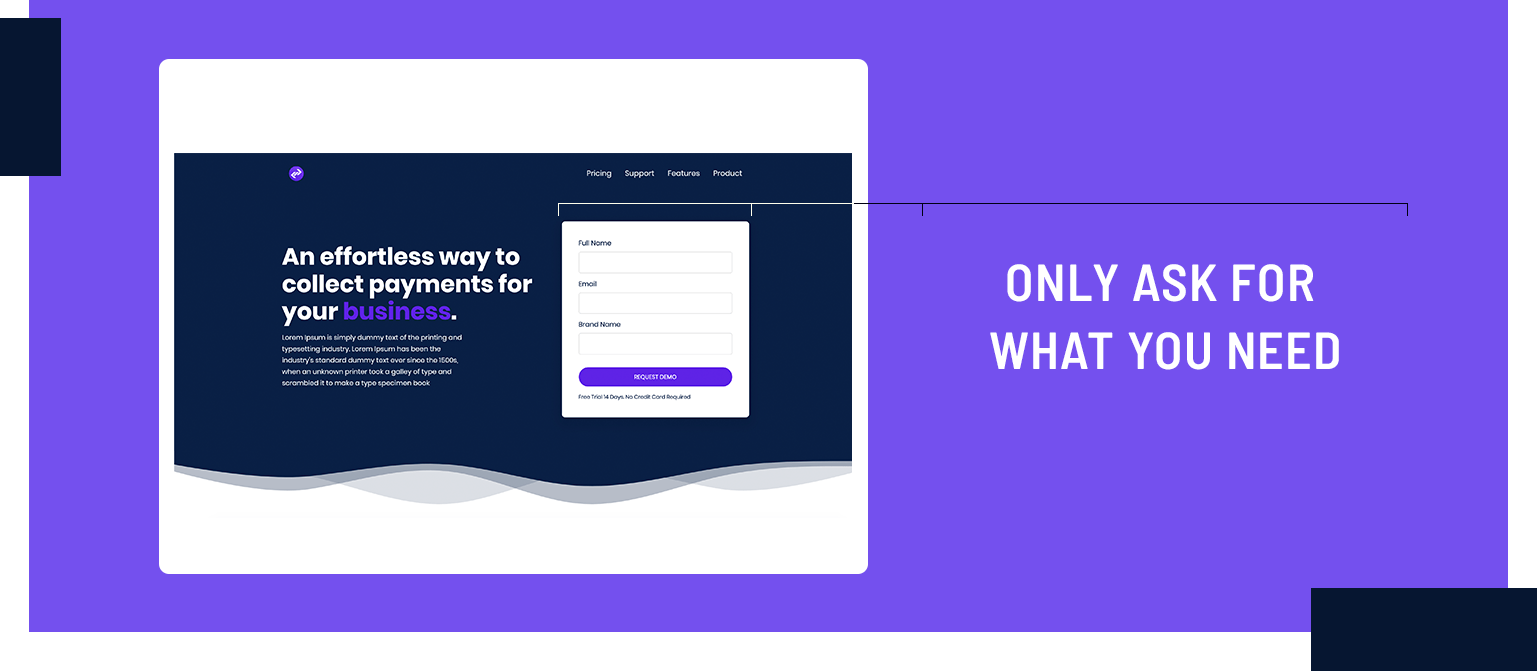 Pricing Support Features Product
An effortless way to
collect payments for
your business.
Lorem Ipsum is simply dummy text of the printing and
typesetting industry. Lorem Ipsum has been the
industry's standard dummy text ever since the 1500s,
when an unknown printer took a galley of type and
scrambled it to make a type specimen book
Full Name
Email
Brand Name
REQUEST DEMO
Free Trial 14 Days. No Credit Card Required
ONLY ASK FOR
WHAT YOU NEED